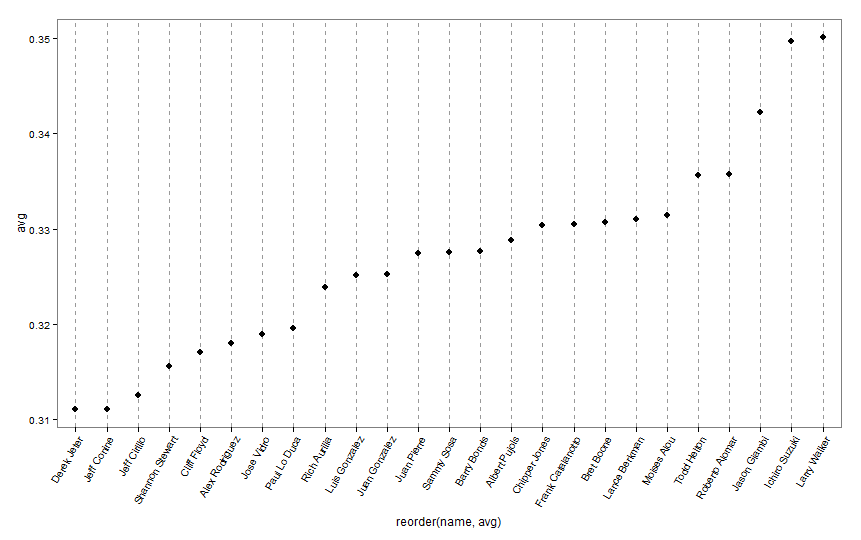 0.35
0.34
0.33
0.32
0.31
avg
Derek Jeter
Jeff Conine
Jeff Cirillo
Shannon Stewart
Cliff Floyd
Alex Rodriguez
Jose Vidro
Paul Lo Duca
Rich Aurilia
Luis Gonzalez
Juan Gonzalez
Juan Pierre
Sammy Sosa
Barry Bonds
Albert Pujols
Chipper Jones
Frank Catalanotto
Bret Boone
Lance Berkman
Moises Alou
Todd Helton
Roberto Alomar
Jason Giambi
Ichiro Suzuki
Larry Walker
reorder(name, avg)